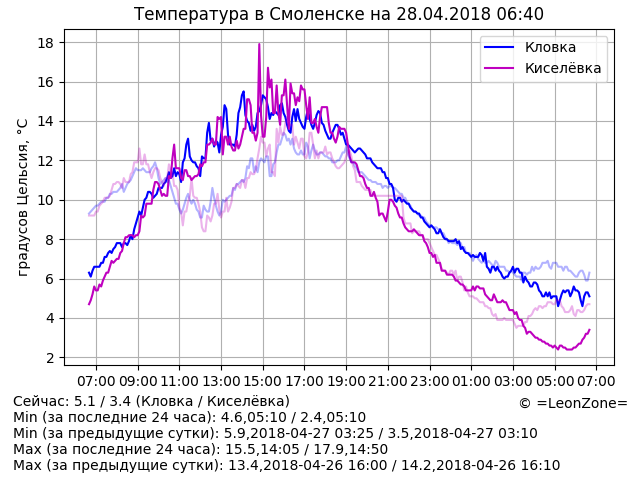 Температура в Смоленске на 28.04.2018 06:40
градусов Цельсия, °C
18
16
14
12
10
8
6
4
2
Кловка
Киселёвка
07:00 09:00 11:00 13:00 15:00 17:00 19:00 21:00 23:00 01:00 03:00 05:00 07:00
Сейчас: 5.1 / 3.4 (Кловка / Киселёвка)
© =LeonZone=
Min (за последние 24 часа): 4.6,05:10 / 2.4,05:10
Min (за предыдущие сутки): 5.9,2018-04-27 03:25 / 3.5,2018-04-27 03:10
Max (за последние 24 часа): 15.5,14:05 / 17.9,14:50
Max (за предыдущие сутки): 13.4,2018-04-26 16:00 / 14.2,2018-04-26 16:10